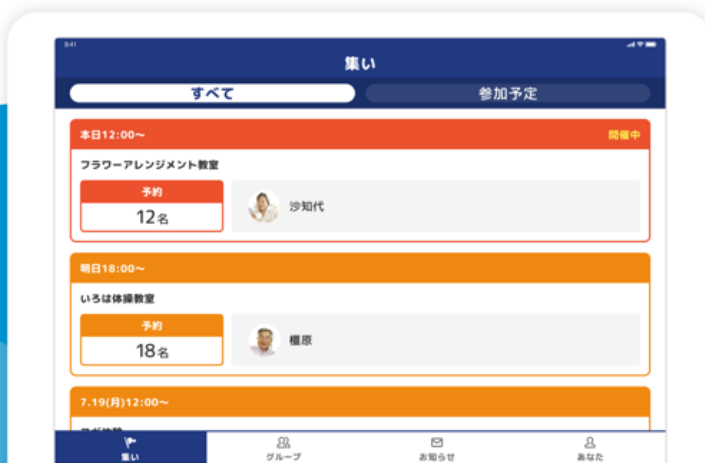 9:41
集い
すべて 参加予定
本日12:00～ 開催中
フラワーアレンジメント教室
予約
12名
沙知代
明日18:00～
いろは体操教室
予約
18名
橿原
7.19(月)12:00～
集い グループ お知らせ あなた